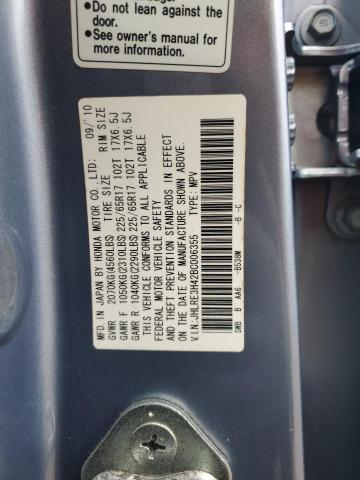 ●Do not lean against the
door.
●See owner's manual for
more information.
MFD IN JAPAN BY HONDA MOTOR CO., LTD: 09/'10
TIRE SIZE RIM SIZE
GVWR 2070KG(4560LBS)
GAWR F 1050KG(2310LBS) 225/65R17 102T 17X6.5J
GAWR R 1040KG(2290LBS) 225/65R17 102T 17X6.5J
THIS VEHICLE CONFORMS TO ALL APPLICABLE
FEDERAL MOTOR VEHICLE SAFETY
AND THEFT PREVENTION STANDARDS IN EFFECT
ON THE DATE OF MANUFACTURE SHOWN ABOVE.
V.I.N:JHLRE3H42BC006355 TYPE: MPV
SWB B AA6 -B538M -B -C